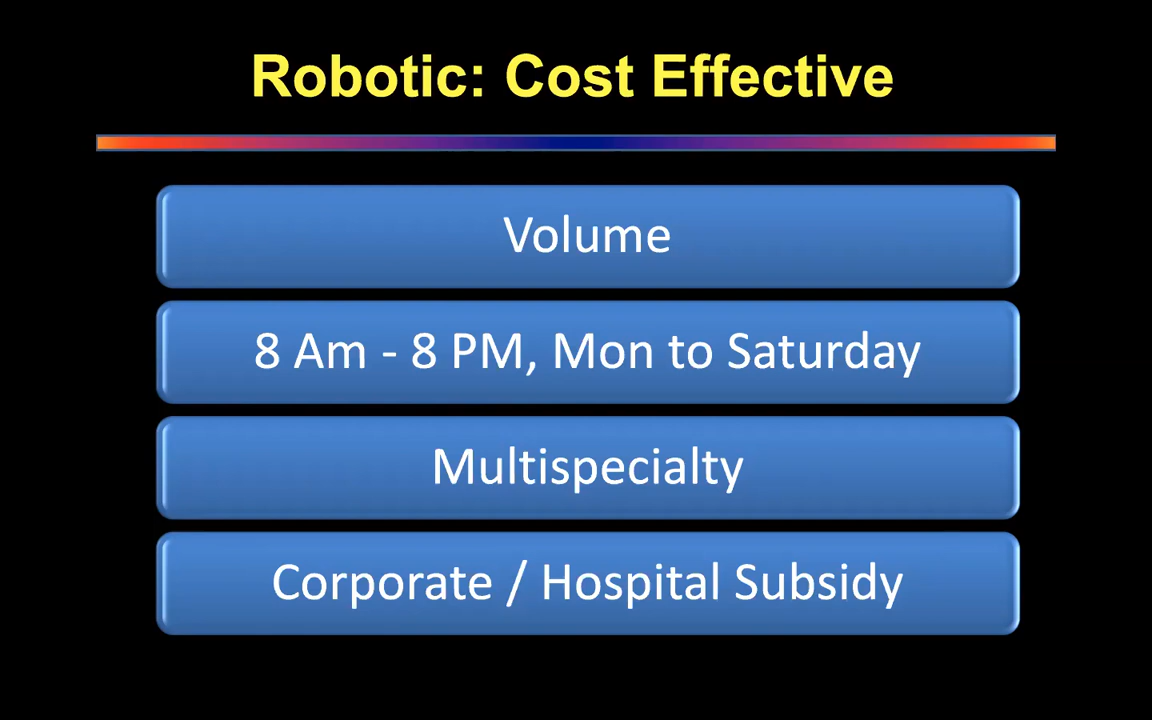 Robotic: Cost Effective
Volume
8 Am - 8 PM, Mon to Saturday
Multispecialty
Corporate / Hospital Subsidy